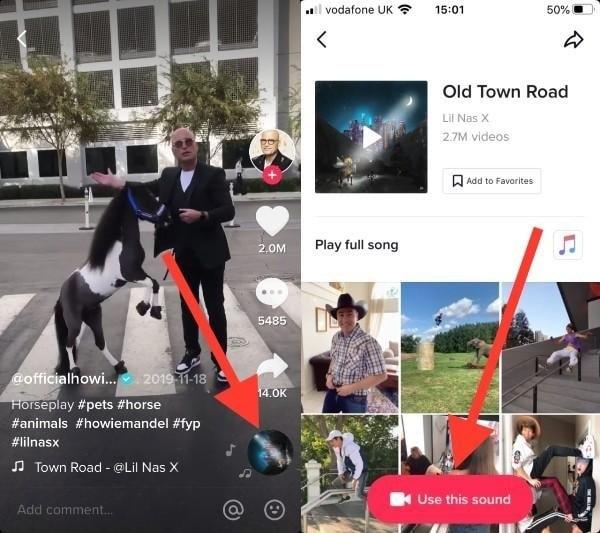 2.0M
5485
14.0K
@officialhowi... 2019-11-18
Horseplay #pets #horse
#animals #howiemandel #fyp
#lilnasx
Town Road - @Lil Nas X
Add comment...
vodafone UK 15:01 50%
Old Town Road
Lil Nas X
2.7M videos
Add to Favorites
Play full song
Use this sound